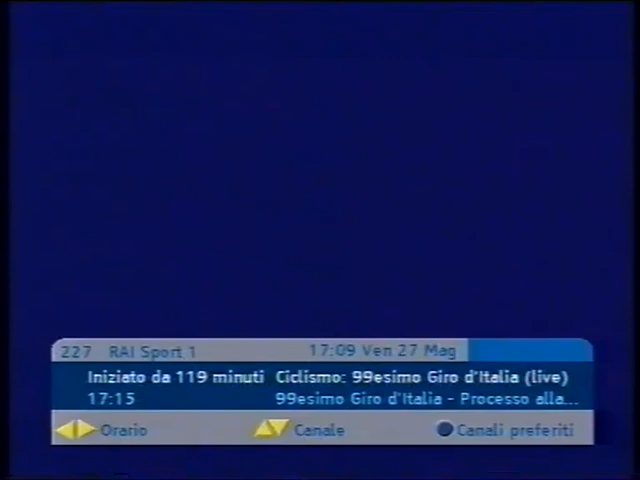 227 RAI Sport 1 17:09 Ven 27 Mag
Iniziato da 119 minuti Ciclismo: 99esimo Giro d'Italia (live)
17:15 99esimo Giro d'Italia - Processo alla...
Orario Canale Canali preferiti